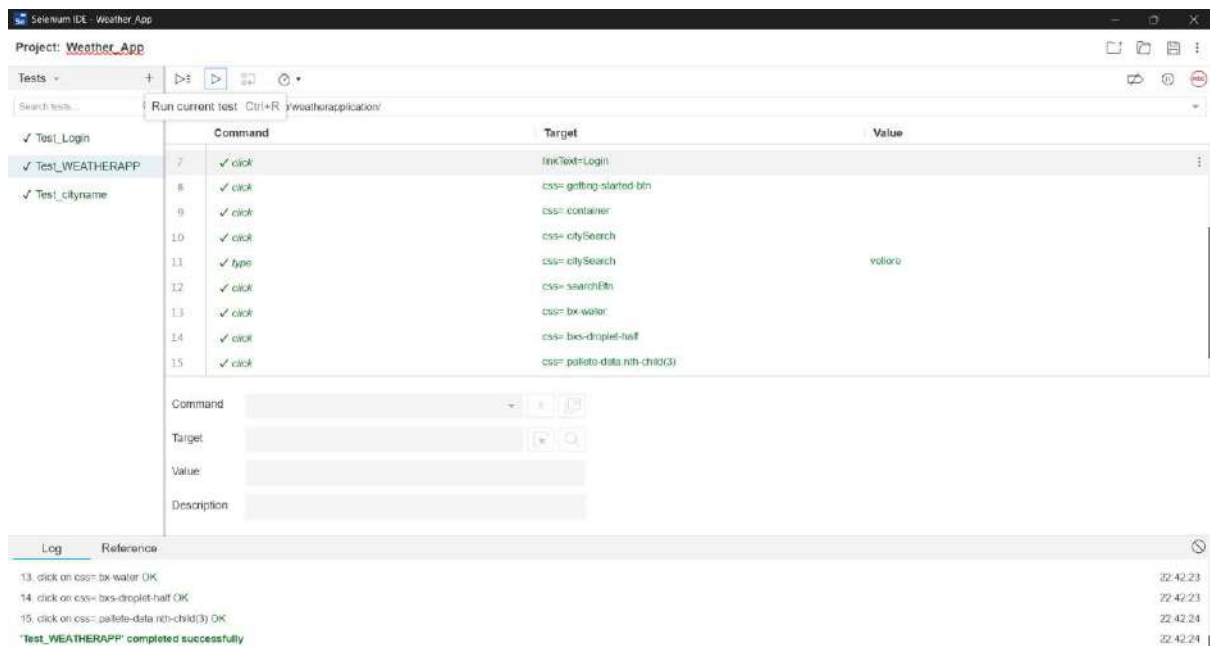 Selenium IDE - Weather_App
Project: Weather_App
Tests
Search tests...
Run current test Ctrl+R /weatherapplication/
Command Target Value
✓ Test_Login
✓ Test_WEATHERAPP
✓ Test_cityname
7 ✓ click linkText=Login
8 ✓ click css=.getting-started-btn
9 ✓ click css=.container
10 ✓ click css=.citySearch
11 ✓ type css=.citySearch vellore
12 ✓ click css=.searchBtn
13 ✓ click css=.bx-water
14 ✓ click css=.bxs-droplet-half
15 ✓ click css=.pallete-data:nth-child(3)
Command
Target
Value
Description
Log Reference
13. click on css=.bx-water OK 22:42:23
14. click on css=.bxs-droplet-half OK 22:42:23
15. click on css=.pallete-data:nth-child(3) OK 22:42:24
'Test_WEATHERAPP' completed successfully 22:42:24